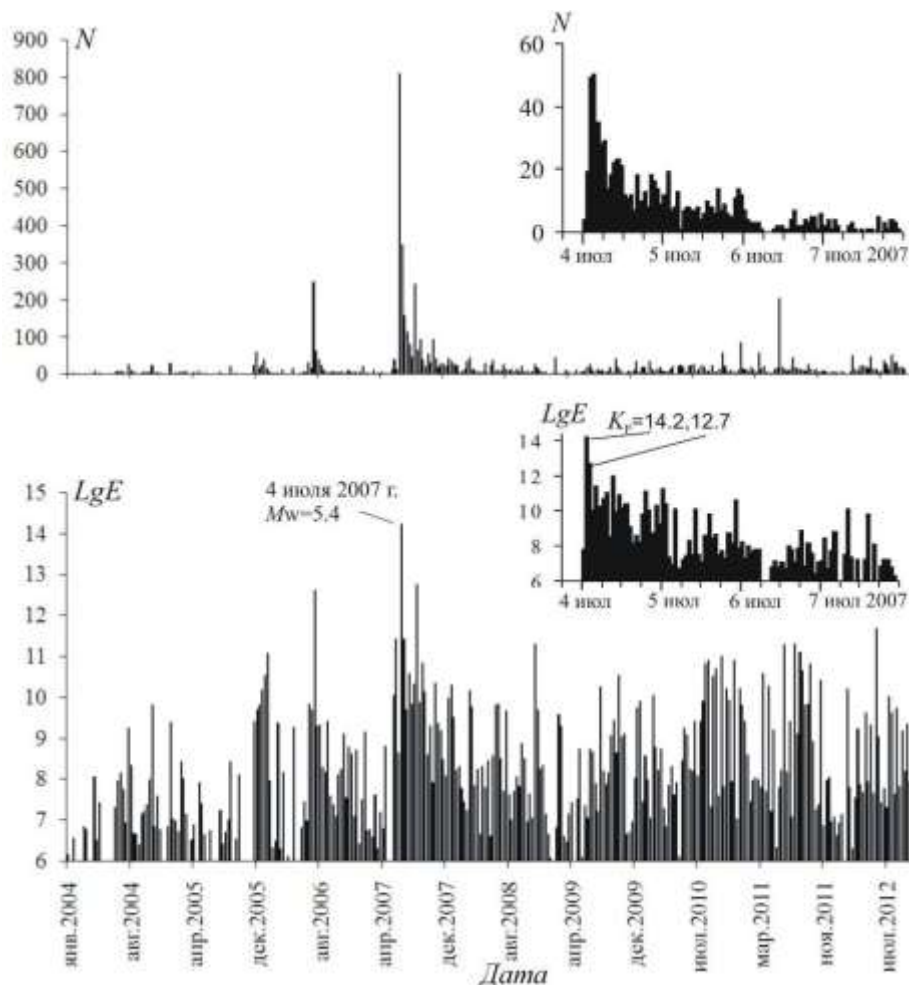 900
N
800
700
600
500
400
300
200
100
0
N
60
40
20
0
4 июл
5 июл
6 июл
7 июл 2007
LgE
Kр=14.2,12.7
14
12
10
8
6
4 июл
5 июл
6 июл
7 июл 2007
15
LgE
14
13
12
11
10
9
8
7
6
4 июля 2007 г.
Mw=5.4
янв.2004
авг.2004
апр.2005
дек.2005
авг.2006
апр.2007
дек.2007
авг.2008
апр.2009
дек.2009
июл.2010
мар.2011
ноя.2011
июл.2012
Дата